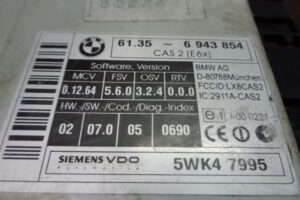 61.35 - 6 943 854
CAS 2 (E6x)
Software, Version
MCV FSV OSV RTV
0.12.64 5.6.0 3.2.4 0.0.0
HW-/SW-/Cod.-/Diag.-Index
02 07.0 05 0690
BMW AG
D-80788München
FCCID:LX8CAS2
IC:2911A-CAS2
SIEMENS VDO
5WK4 7995